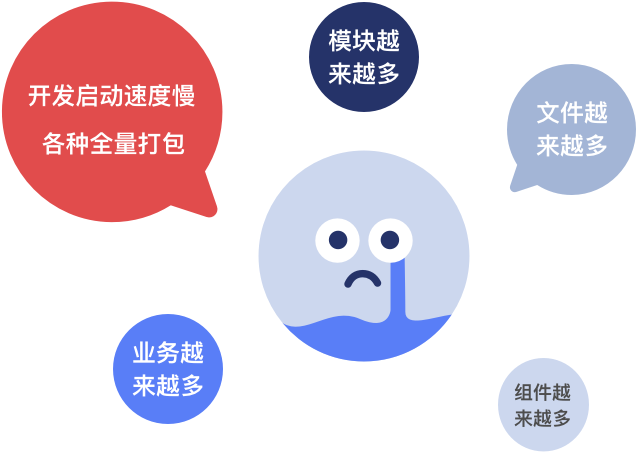 开发启动速度慢
各种全量打包
模块越
来越多
文件越
来越多
业务越
来越多
组件越
来越多